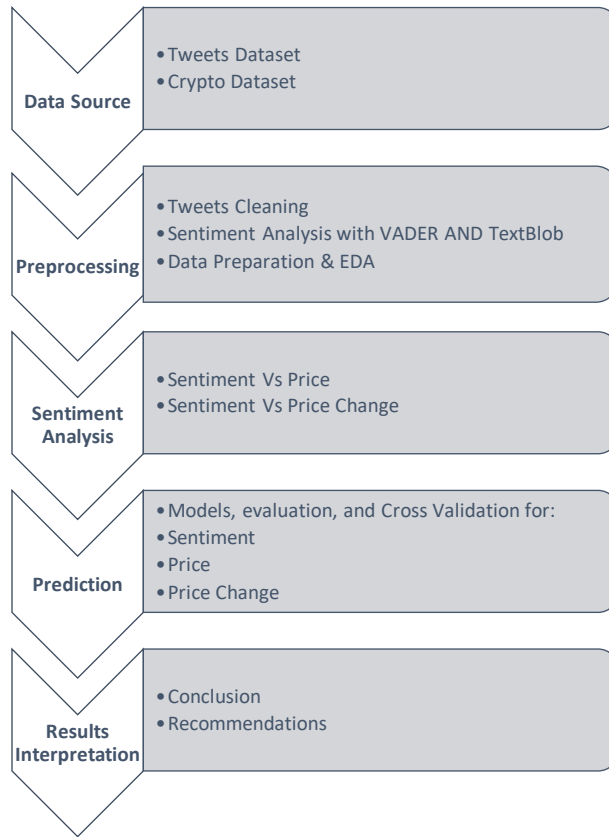 Data Source
•Tweets Dataset
•Crypto Dataset
Preprocessing
•Tweets Cleaning
•Sentiment Analysis with VADER AND TextBlob
•Data Preparation & EDA
Sentiment
Analysis
•Sentiment Vs Price
•Sentiment Vs Price Change
Prediction
•Models, evaluation, and Cross Validation for:
•Sentiment
•Price
•Price Change
Results
Interpretation
•Conclusion
•Recommendations